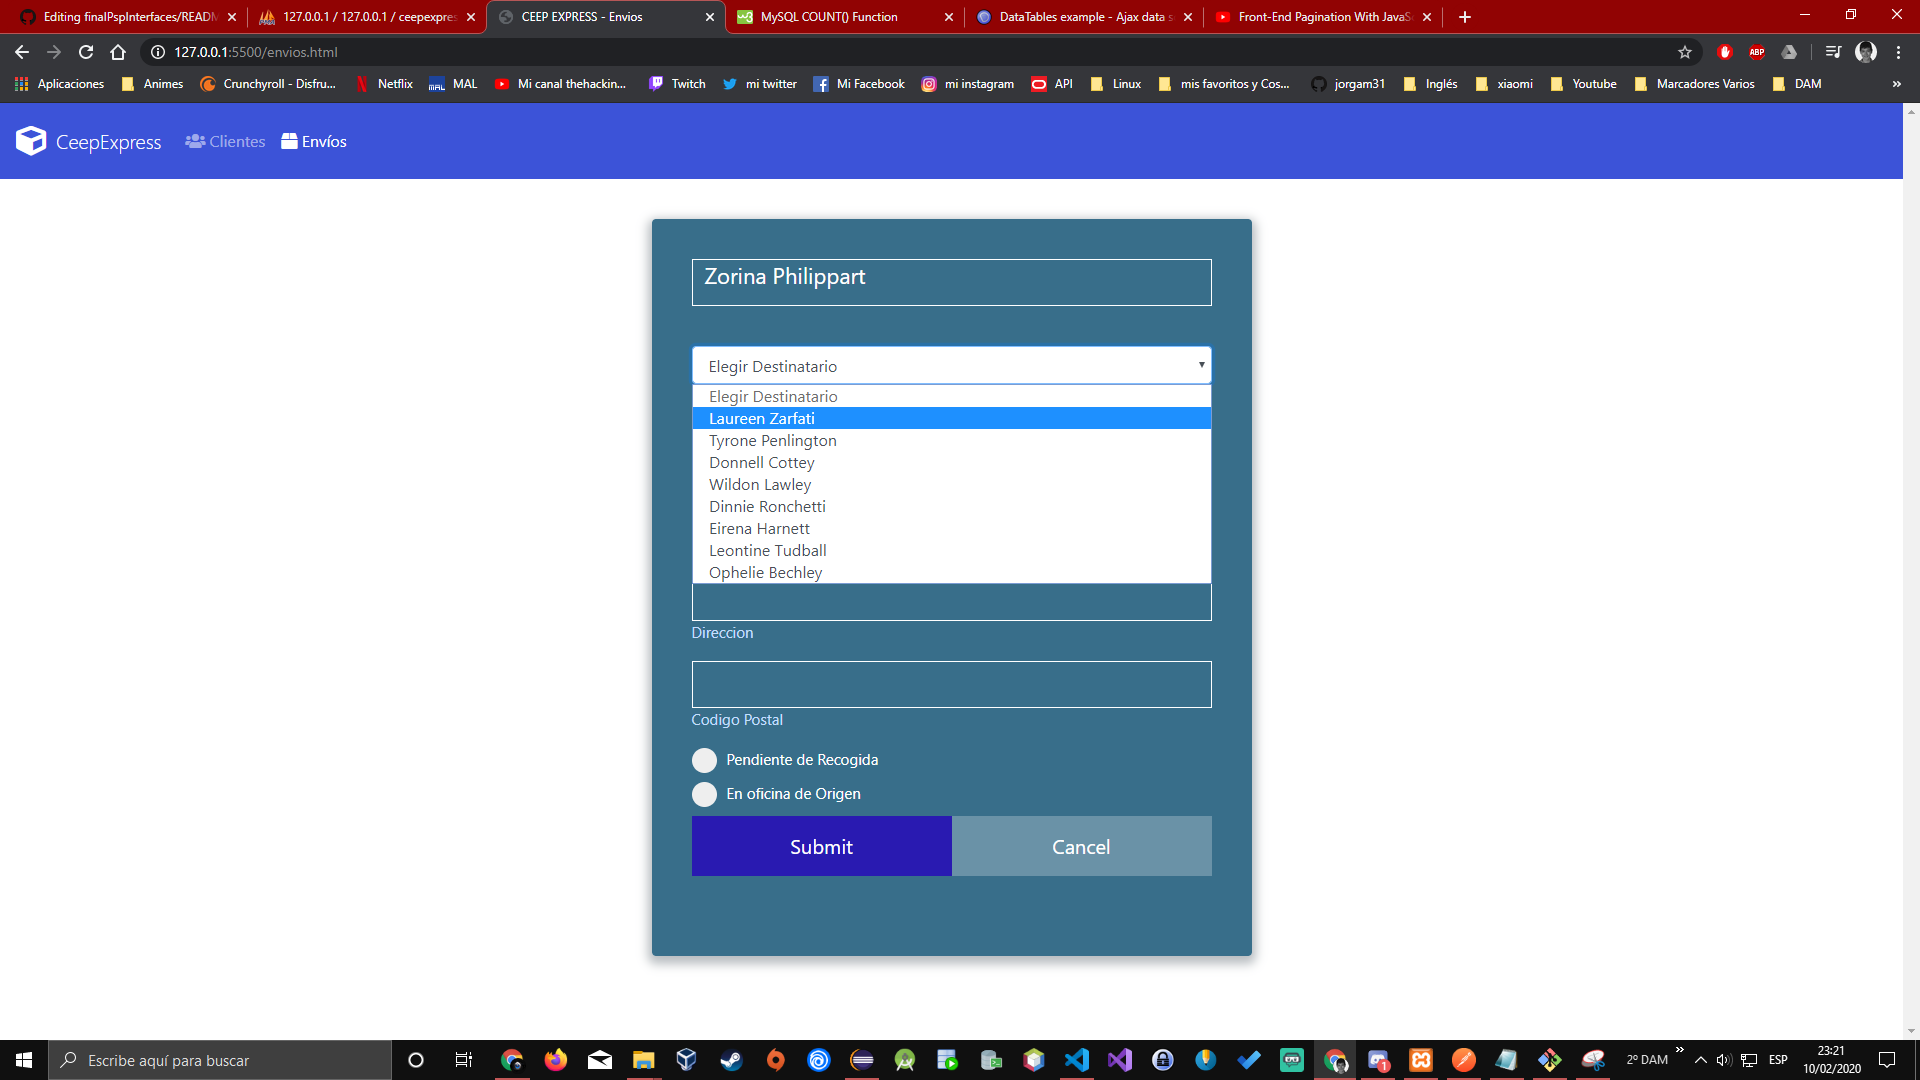 Editing finalPspInterfaces/READM
127.0.0.1 / 127.0.0.1 / ceepexpres
CEEP EXPRESS - Envios
MySQL COUNT() Function
DataTables example - Ajax data s
Front-End Pagination With JavaSc
127.0.0.1:5500/envios.html
ABP
Aplicaciones
Animes
Crunchyroll - Disfru...
Netflix
MAL MAL
Mi canal thehackin...
Twitch
mi twitter
Mi Facebook
mi instagram
API
Linux
mis favoritos y Cos...
jorgam31
Inglés
xiaomi
Youtube
Marcadores Varios
DAM
»
CeepExpress
Clientes
Envíos
Zorina Philippart
Elegir Destinatario
Elegir Destinatario
Laureen Zarfati
Tyrone Penlington
Donnell Cottey
Wildon Lawley
Dinnie Ronchetti
Eirena Harnett
Leontine Tudball
Ophelie Bechley
Direccion
Codigo Postal
Pendiente de Recogida
En oficina de Origen
Submit
Cancel
Escribe aquí para buscar
1
2º DAM
»
ESP
23:21
10/02/2020